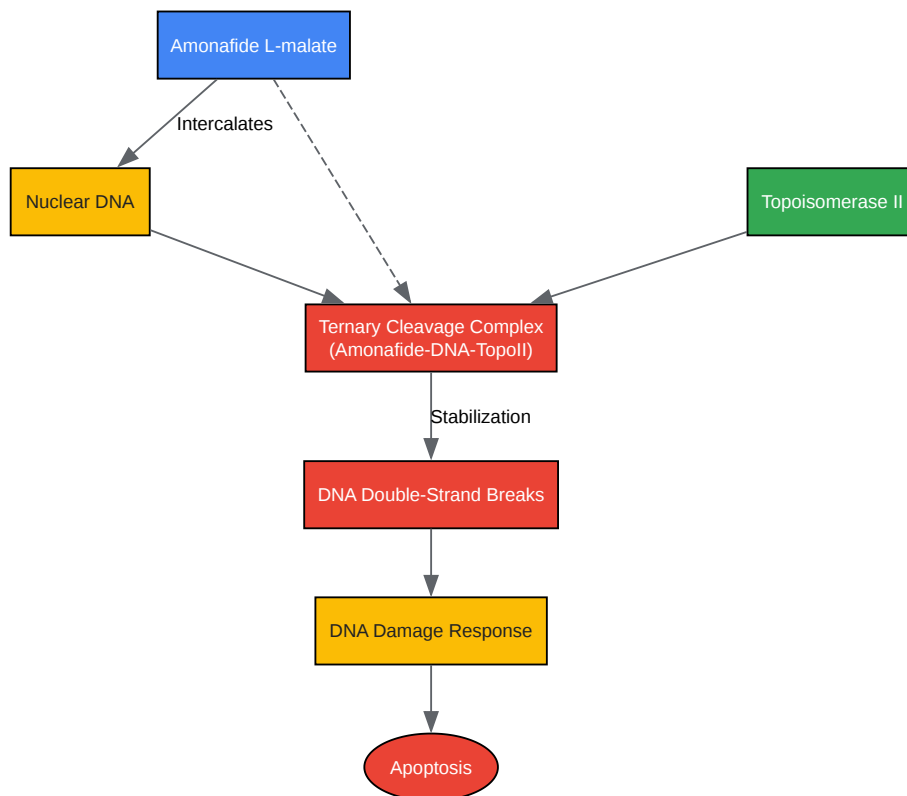 Amonafide L-malate
Intercalates
Nuclear DNA
Topoisomerase II
Ternary Cleavage Complex
(Amonafide-DNA-TopoII)
Stabilization
DNA Double-Strand Breaks
DNA Damage Response
Apoptosis